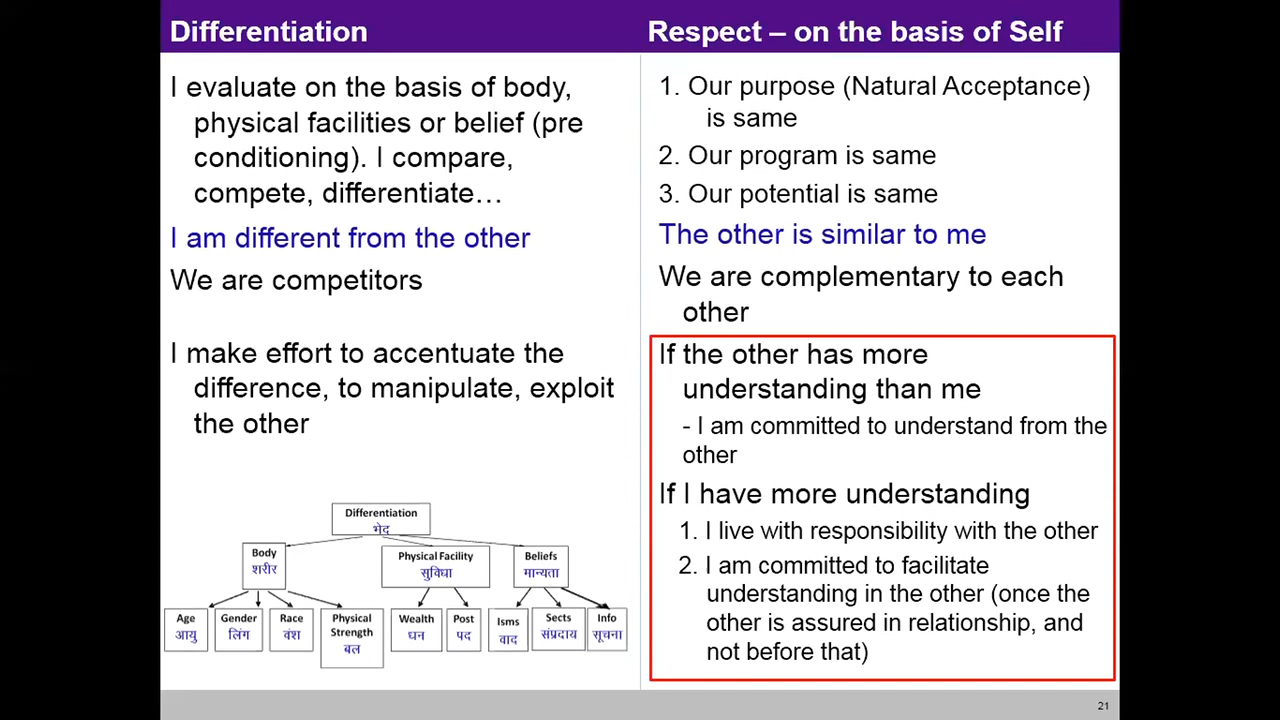 Differentiation
I evaluate on the basis of body,
physical facilities or belief (pre
conditioning). I compare,
compete, differentiate…
I am different from the other
We are competitors
I make effort to accentuate the
difference, to manipulate, exploit
the other
Differentiation
भेद
Body
शरीर
Physical Facility
सुविधा
Beliefs
मान्यता
Age
आयु
Gender
लिंग
Race
वंश
Physical
Strength
बल
Wealth
धन
Post
पद
Isms
वाद
Sects
संप्रदाय
Info
सूचना
Respect – on the basis of Self
1. Our purpose (Natural Acceptance)
is same
2. Our program is same
3. Our potential is same
The other is similar to me
We are complementary to each
other
If the other has more
understanding than me
- I am committed to understand from the
other
If I have more understanding
1. I live with responsibility with the other
2. I am committed to facilitate
understanding in the other (once the
other is assured in relationship, and
not before that)
21